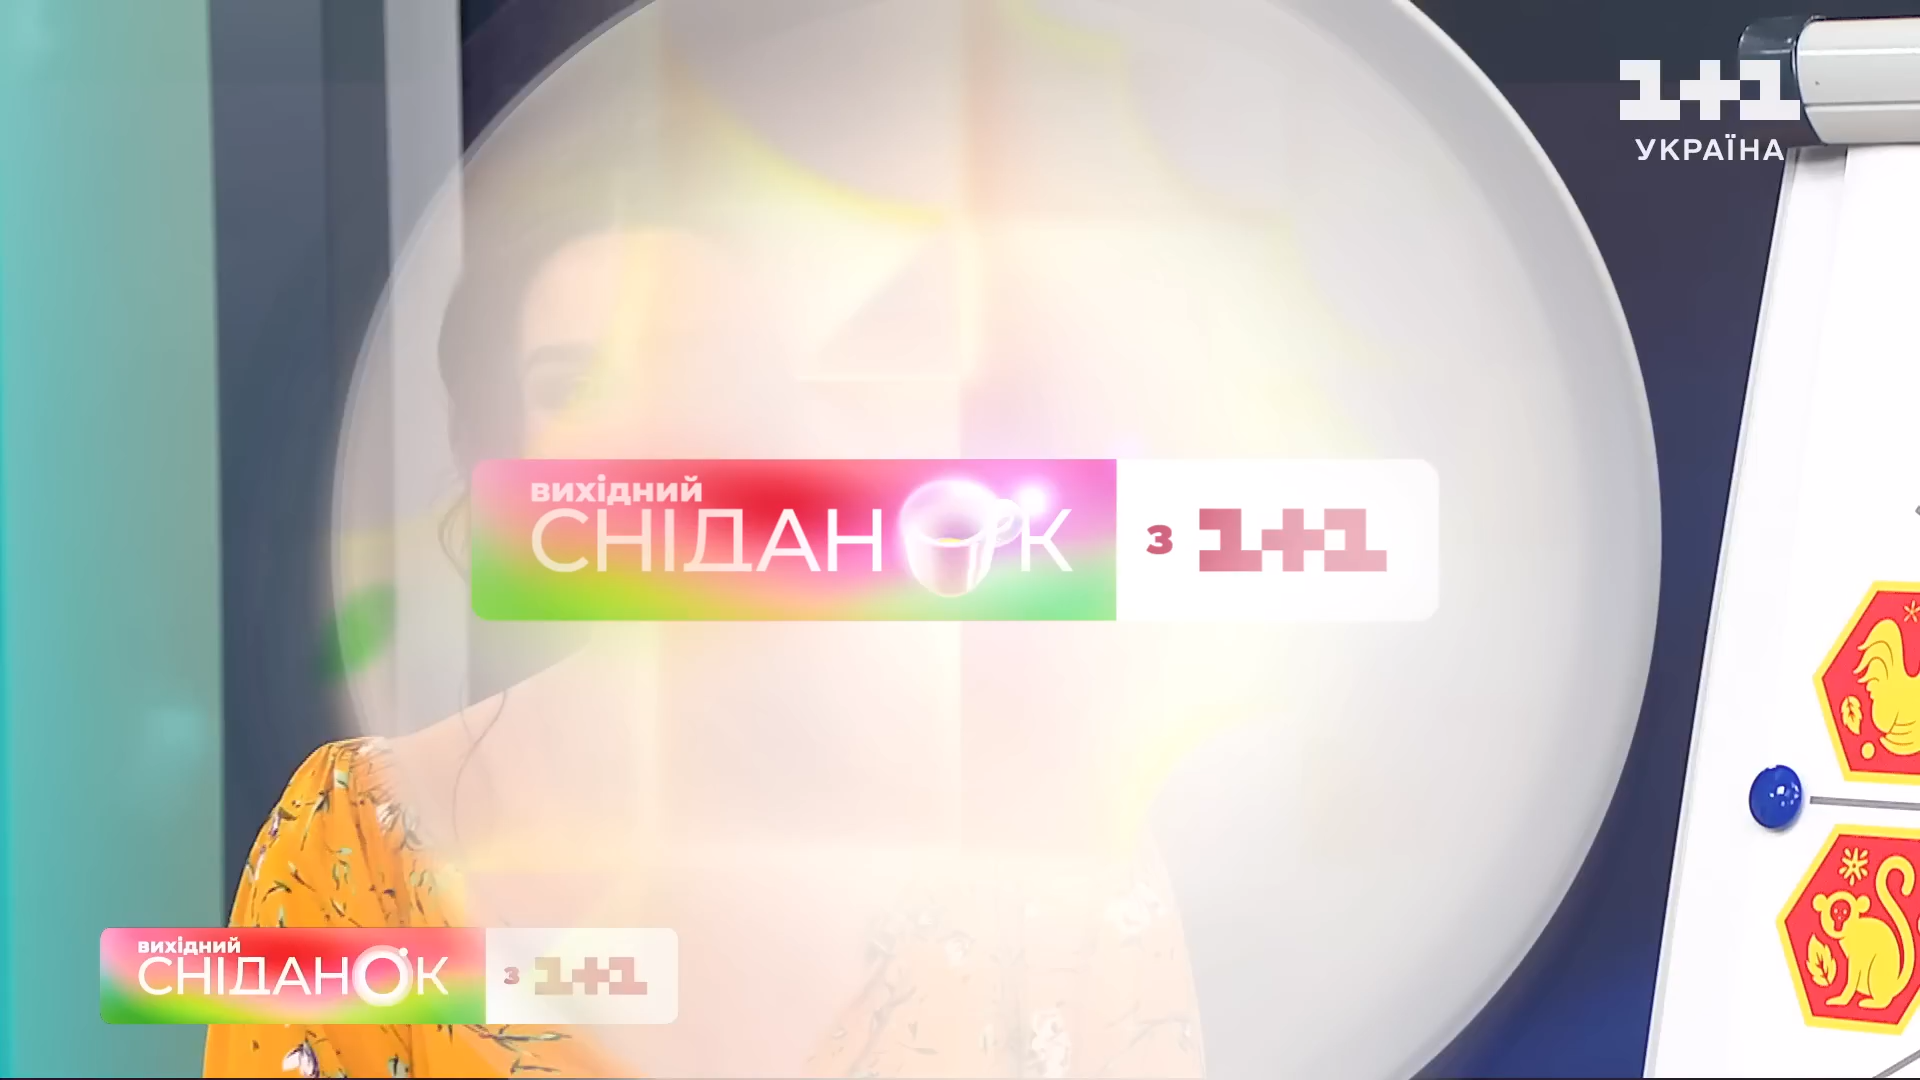 1+1
УКРАЇНА
вихідний
СНІДАНОК
з 1+1
вихідний
СНІДАНОК
з 1+1